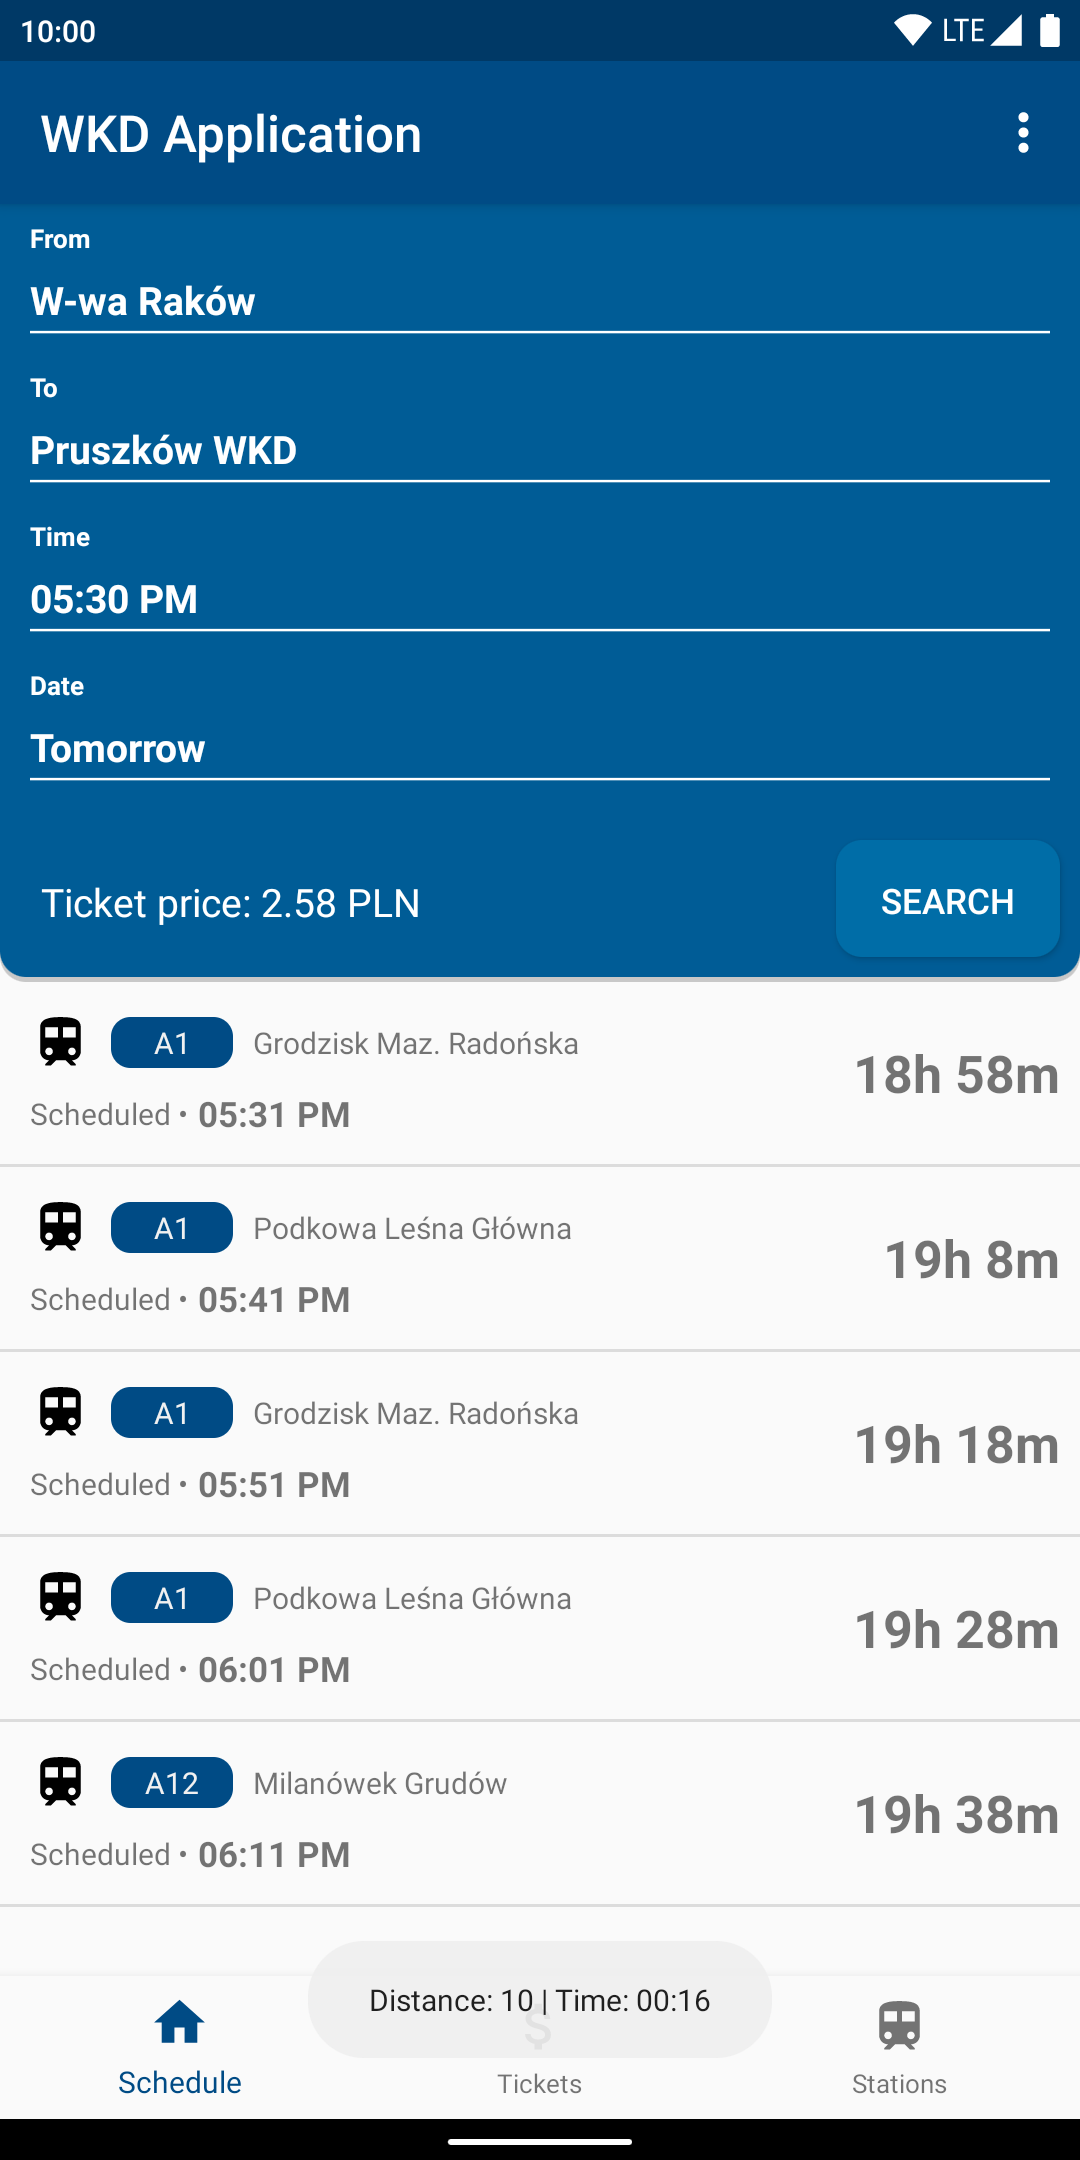 10:00
LTE
WKD Application
From
W-wa Raków
To
Pruszków WKD
Time
05:30 PM
Date
Tomorrow
Ticket price: 2.58 PLN
SEARCH
A1 Grodzisk Maz. Radońska
18h 58m
Scheduled • 05:31 PM
A1 Podkowa Leśna Główna
19h 8m
Scheduled • 05:41 PM
A1 Grodzisk Maz. Radońska
19h 18m
Scheduled • 05:51 PM
A1 Podkowa Leśna Główna
19h 28m
Scheduled • 06:01 PM
A12 Milanówek Grudów
19h 38m
Scheduled • 06:11 PM
Distance: 10 | Time: 00:16
Schedule
Tickets
Stations